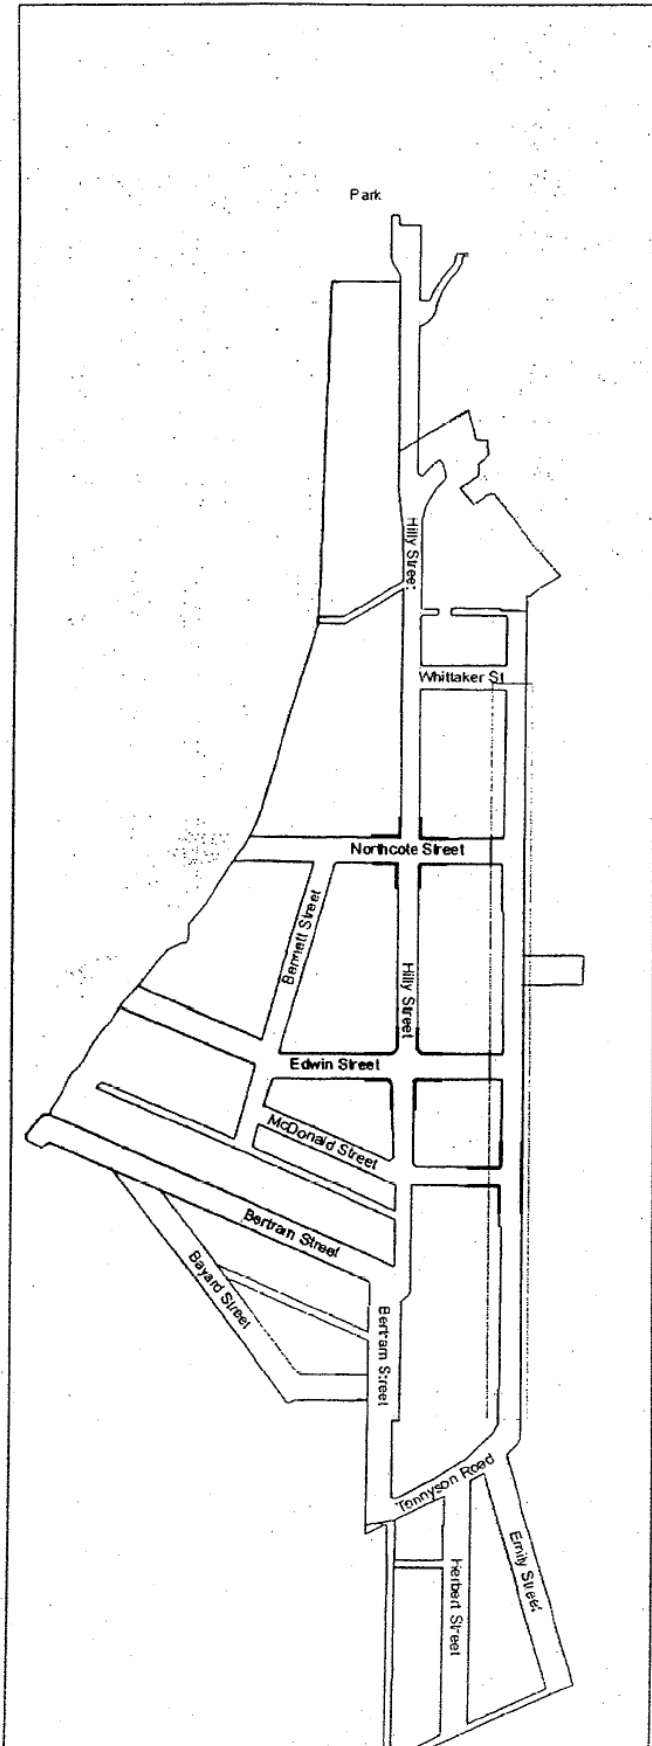 Park
Hilly Street
Whittaker St
Northcote Street
Bennett Street
Hilly Street
Edwin Street
McDonald Street
Bertram Street
Bayard Street
Bertram Street
Tennyson Road
Emily Street
Herbert Street